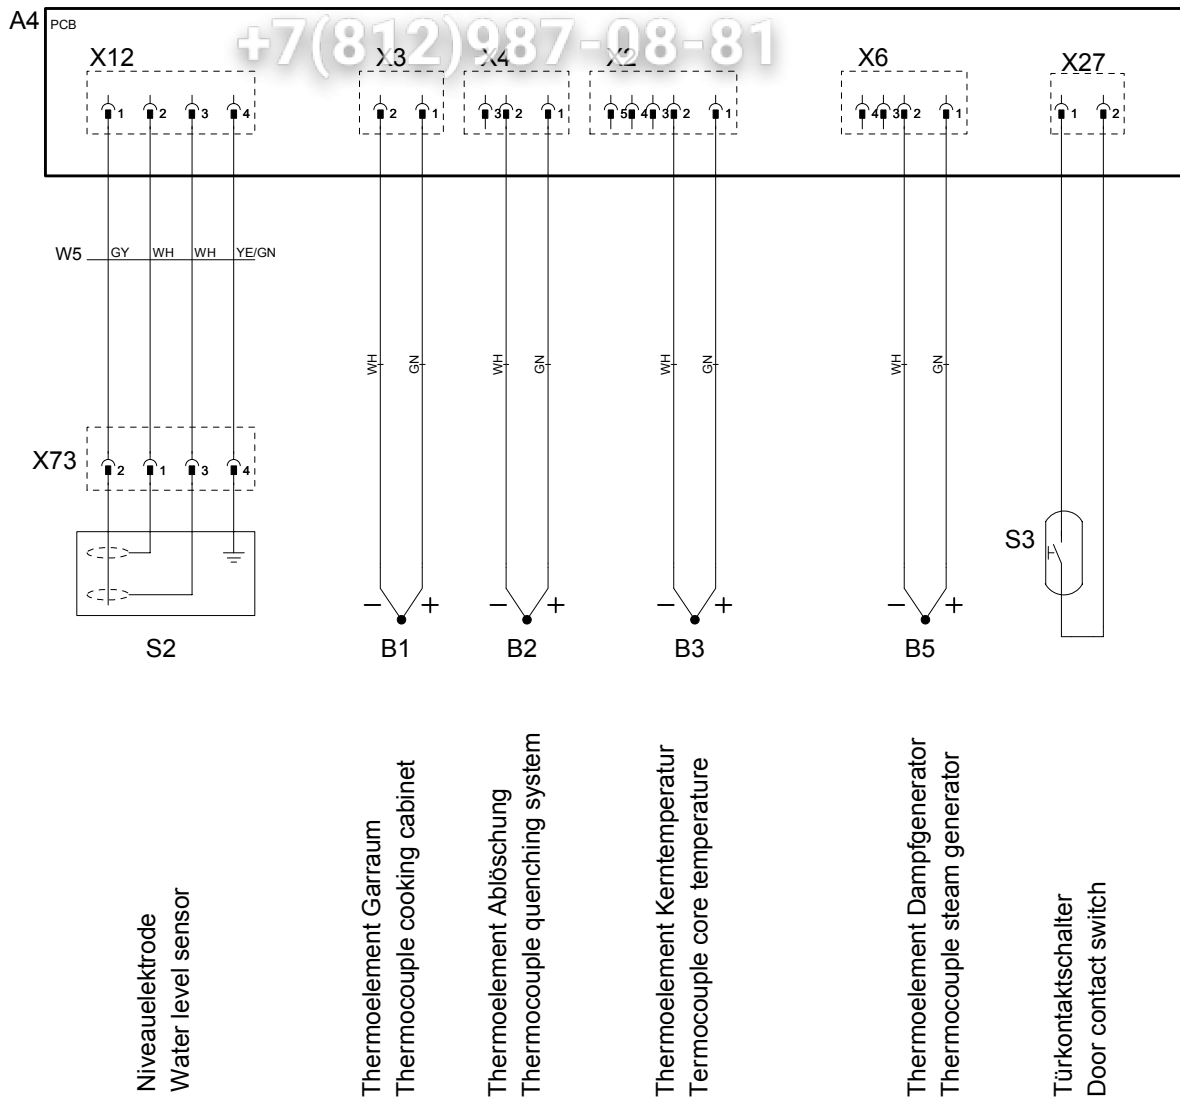 A4
PCB
+7(812)987-08-81
X12
X3
X4
X2
X6
X27
1 2 3 4
2 1
3 2 1
5 4 3 2 1
4 3 2 1
1 2
W5 GY WH WH YE/GN
WH GN
WH GN
WH GN
WH GN
X73
2 1 3 4
S3
S2
− +
B1
− +
B2
− +
B3
− +
B5
Niveauelektrode
Water level sensor
Thermoelement Garraum
Thermocouple cooking cabinet
Thermoelement Ablöschung
Thermocouple quenching system
Thermoelement Kerntemperatur
Termocouple core temperature
Thermoelement Dampfgenerator
Thermocouple steam generator
Türkontaktschalter
Door contact switch